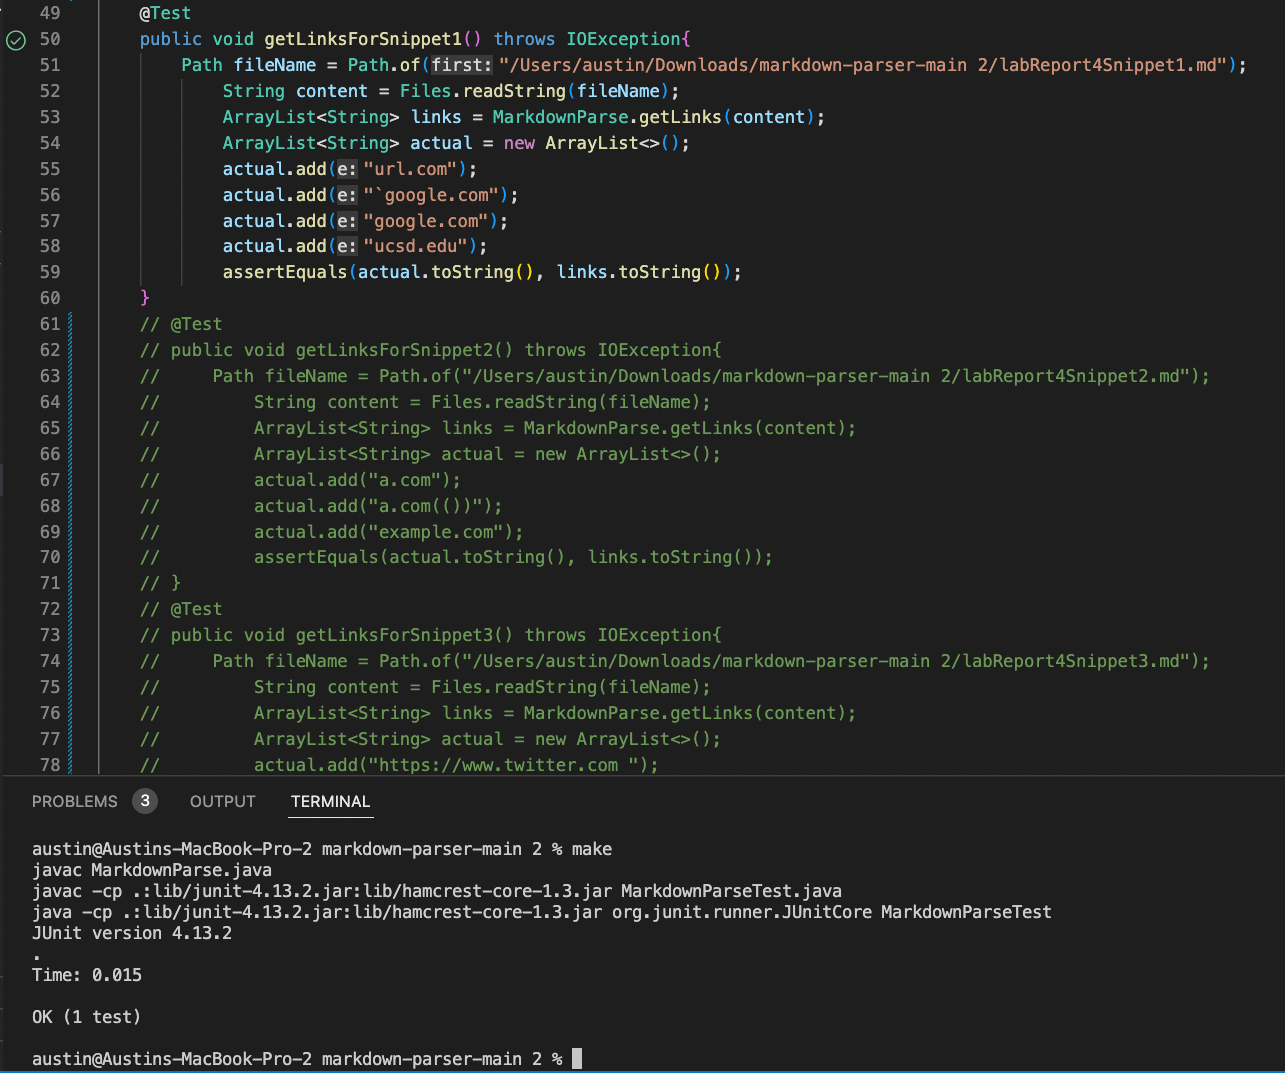 49 @Test
50 public void getLinksForSnippet1() throws IOException{
51 Path fileName = Path.of(first: "/Users/austin/Downloads/markdown-parser-main 2/labReport4Snippet1.md");
52 String content = Files.readString(fileName);
53 ArrayList<String> links = MarkdownParse.getLinks(content);
54 ArrayList<String> actual = new ArrayList<>();
55 actual.add(e: "url.com");
56 actual.add(e: "`google.com");
57 actual.add(e: "google.com");
58 actual.add(e: "ucsd.edu");
59 assertEquals(actual.toString(), links.toString());
60 }
61 // @Test
62 // public void getLinksForSnippet2() throws IOException{
63 // Path fileName = Path.of("/Users/austin/Downloads/markdown-parser-main 2/labReport4Snippet2.md");
64 // String content = Files.readString(fileName);
65 // ArrayList<String> links = MarkdownParse.getLinks(content);
66 // ArrayList<String> actual = new ArrayList<>();
67 // actual.add("a.com");
68 // actual.add("a.com(())");
69 // actual.add("example.com");
70 // assertEquals(actual.toString(), links.toString());
71 // }
72 // @Test
73 // public void getLinksForSnippet3() throws IOException{
74 // Path fileName = Path.of("/Users/austin/Downloads/markdown-parser-main 2/labReport4Snippet3.md");
75 // String content = Files.readString(fileName);
76 // ArrayList<String> links = MarkdownParse.getLinks(content);
77 // ArrayList<String> actual = new ArrayList<>();
78 // actual.add("https://www.twitter.com ");
PROBLEMS 3 OUTPUT TERMINAL
austin@Austins-MacBook-Pro-2 markdown-parser-main 2 % make
javac MarkdownParse.java
javac -cp .:lib/junit-4.13.2.jar:lib/hamcrest-core-1.3.jar MarkdownParseTest.java
java -cp .:lib/junit-4.13.2.jar:lib/hamcrest-core-1.3.jar org.junit.runner.JUnitCore MarkdownParseTest
JUnit version 4.13.2
.
Time: 0.015
OK (1 test)
austin@Austins-MacBook-Pro-2 markdown-parser-main 2 %